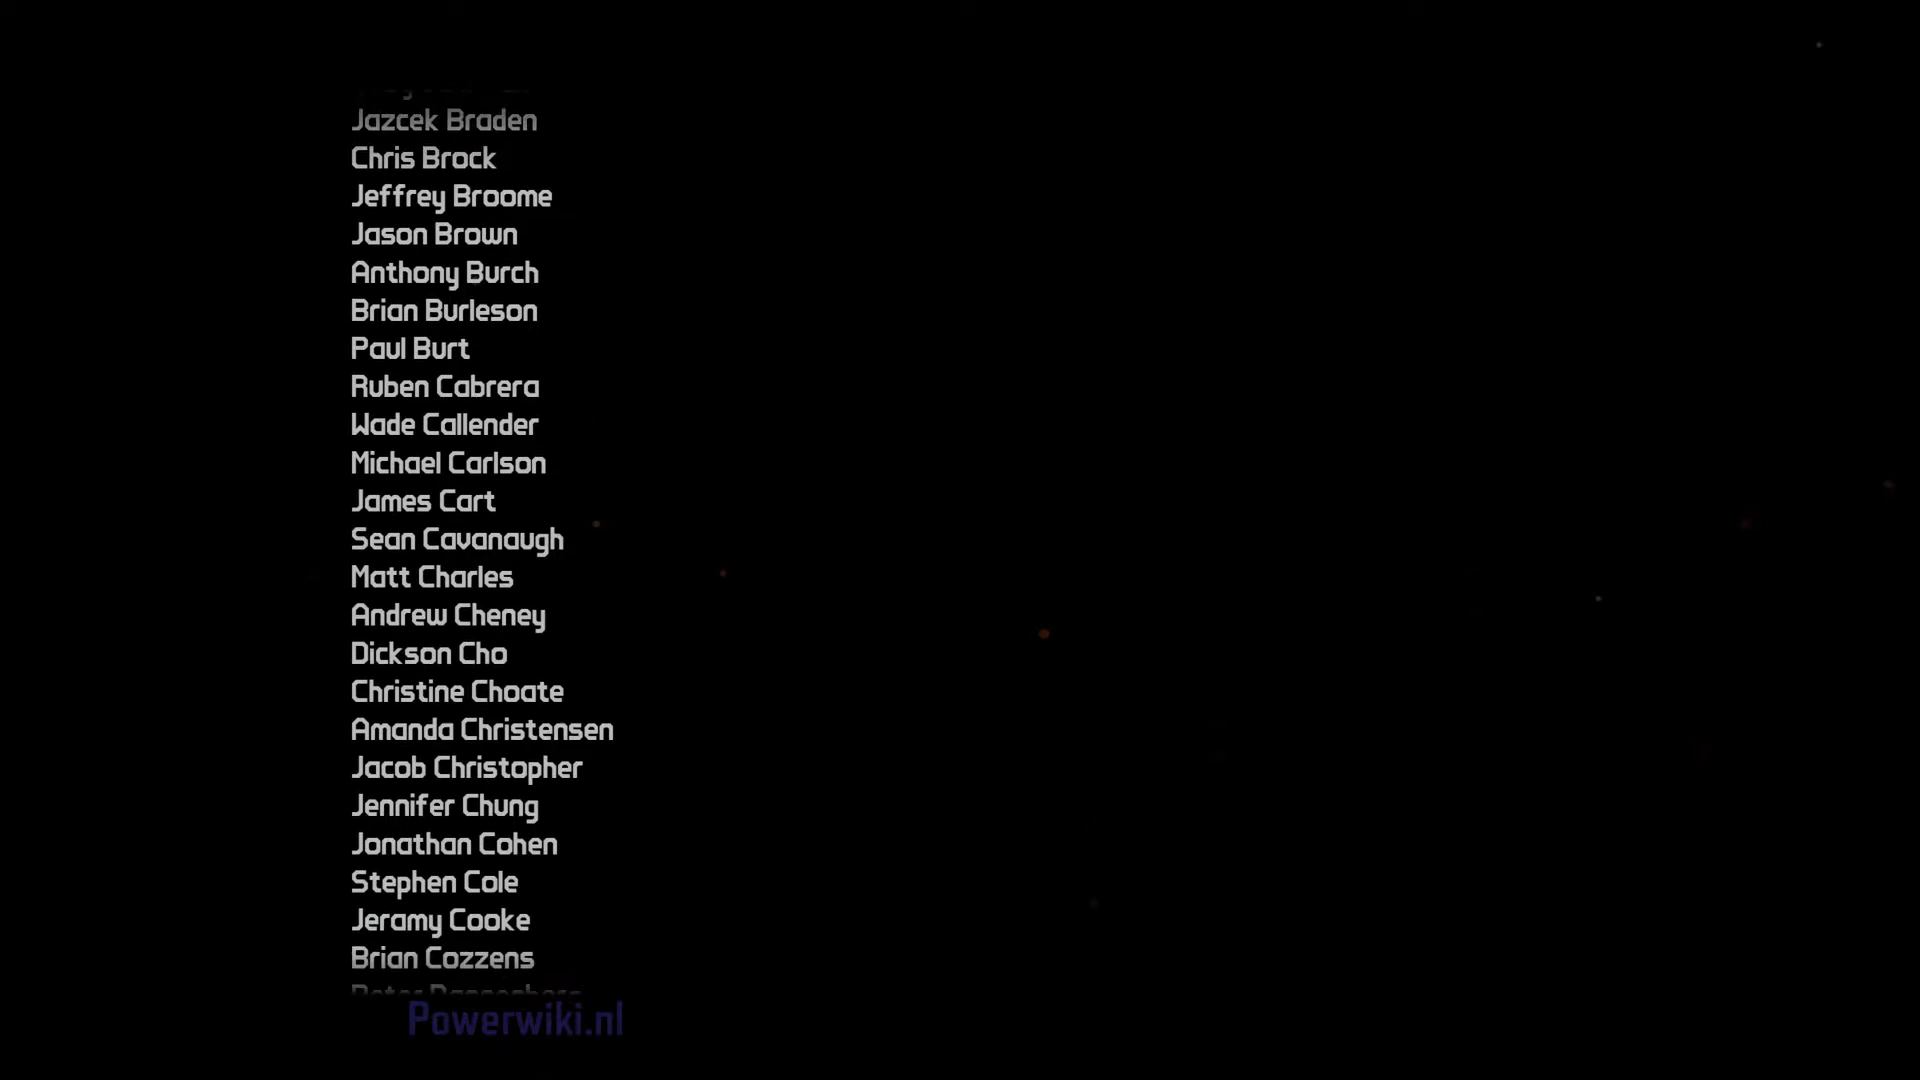 Jazcek Braden
Chris Brock
Jeffrey Broome
Jason Brown
Anthony Burch
Brian Burleson
Paul Burt
Ruben Cabrera
Wade Callender
Michael Carlson
James Cart
Sean Cavanaugh
Matt Charles
Andrew Cheney
Dickson Cho
Christine Choate
Amanda Christensen
Jacob Christopher
Jennifer Chung
Jonathan Cohen
Stephen Cole
Jeramy Cooke
Brian Cozzens
Powerwiki.nl